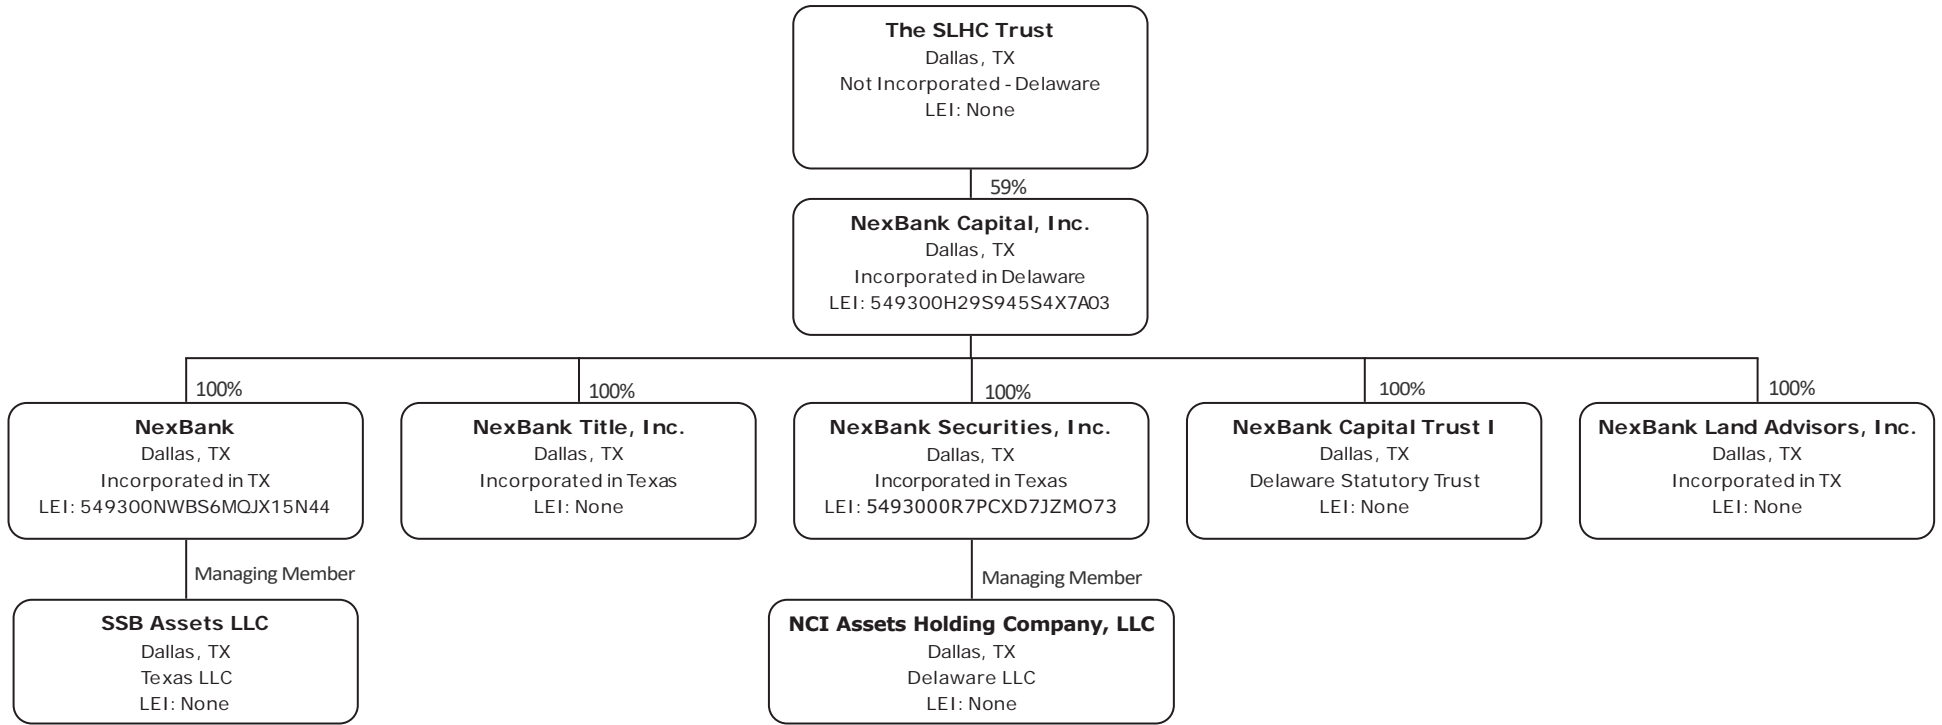 The SLHC Trust
Dallas, TX
Not Incorporated - Delaware
LEI: None
59%
NexBank Capital, Inc.
Dallas, TX
Incorporated in Delaware
LEI: 549300H29S945S4X7A03
100%
NexBank
Dallas, TX
Incorporated in TX
LEI: 549300NWBS6MQJX15N44
100%
NexBank Title, Inc.
Dallas, TX
Incorporated in Texas
LEI: None
100%
NexBank Securities, Inc.
Dallas, TX
Incorporated in Texas
LEI: 5493000R7PCXD7JZMO73
100%
NexBank Capital Trust I
Dallas, TX
Delaware Statutory Trust
LEI: None
100%
NexBank Land Advisors, Inc.
Dallas, TX
Incorporated in TX
LEI: None
Managing Member
SSB Assets LLC
Dallas, TX
Texas LLC
LEI: None
Managing Member
NCI Assets Holding Company, LLC
Dallas, TX
Delaware LLC
LEI: None